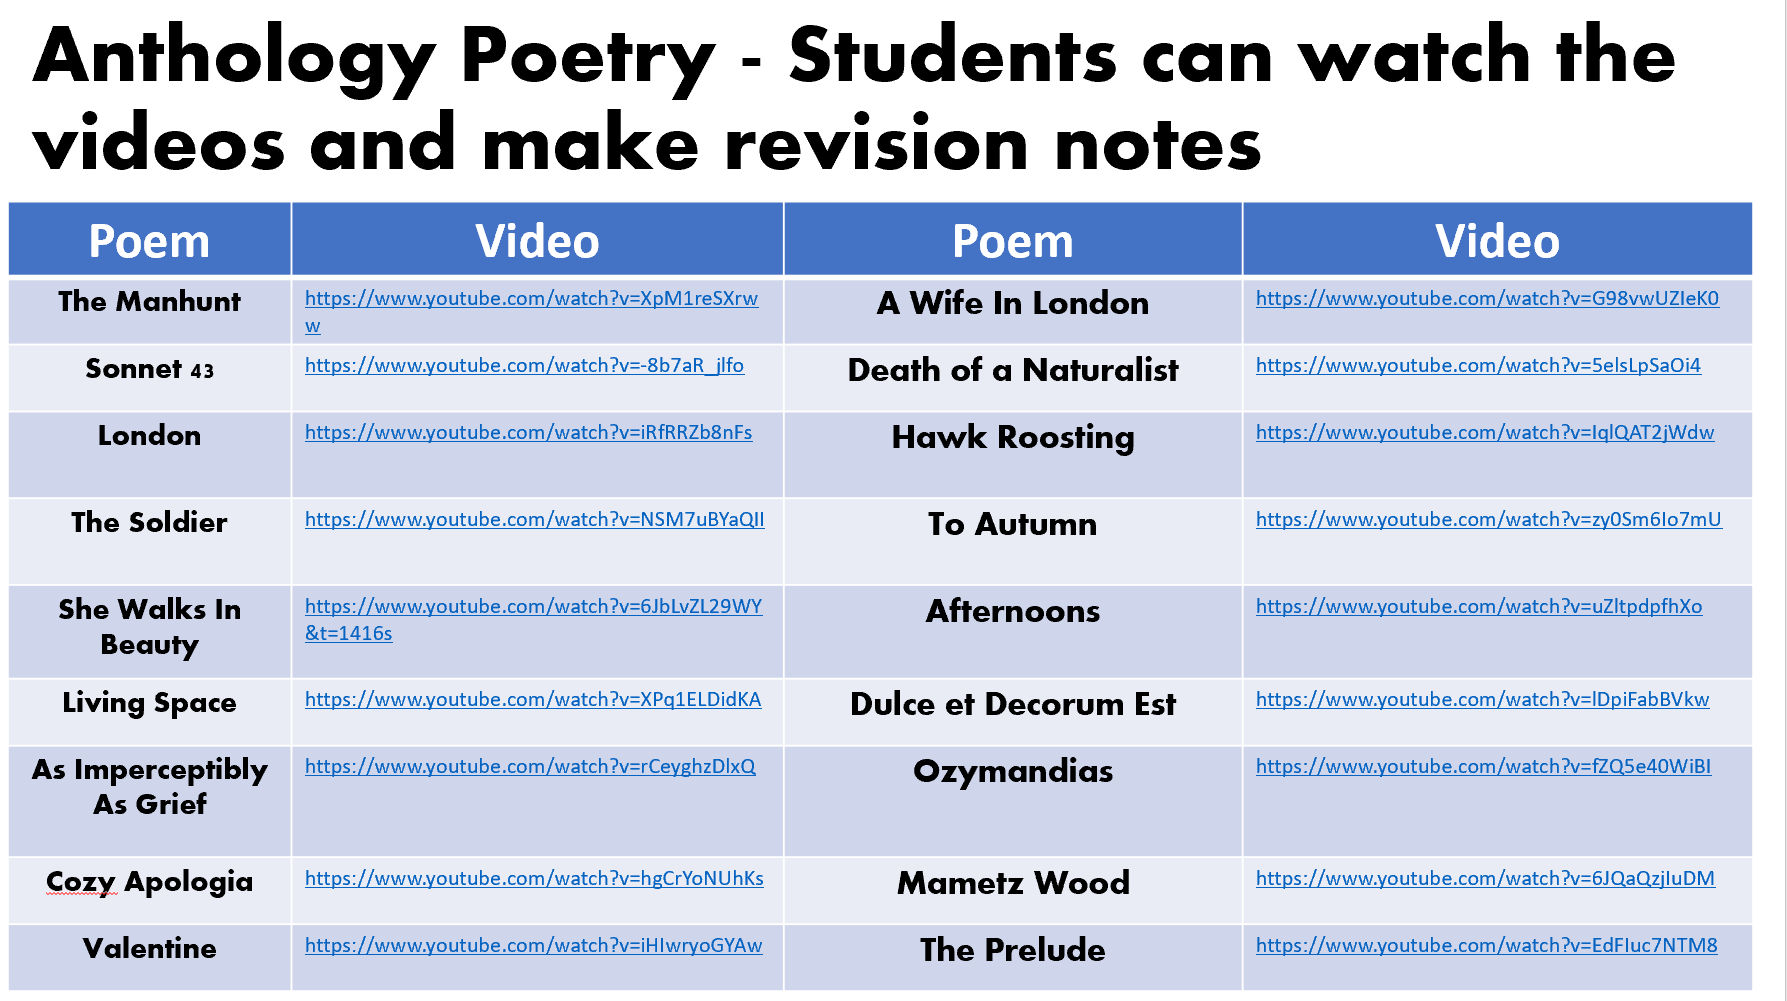 Anthology Poetry - Students can watch the
videos and make revision notes
Poem Video Poem Video
The Manhunt https://www.youtube.com/watch?v=XpM1reSXrw
w A Wife In London https://www.youtube.com/watch?v=G98vwUZIeK0
Sonnet 43 https://www.youtube.com/watch?v=-8b7aR_jlfo Death of a Naturalist https://www.youtube.com/watch?v=5eIsLpSaOi4
London https://www.youtube.com/watch?v=iRfRRZb8nFs Hawk Roosting https://www.youtube.com/watch?v=IqlQAT2jWdw
The Soldier https://www.youtube.com/watch?v=NSM7uBYaQII To Autumn https://www.youtube.com/watch?v=zy0Sm6Io7mU
She Walks In
Beauty https://www.youtube.com/watch?v=6JbLvZL29WY
&t=1416s Afternoons https://www.youtube.com/watch?v=uZltpdpfhXo
Living Space https://www.youtube.com/watch?v=XPq1ELDidKA Dulce et Decorum Est https://www.youtube.com/watch?v=lDpiFabBVkw
As Imperceptibly
As Grief https://www.youtube.com/watch?v=rCeyghzDlxQ Ozymandias https://www.youtube.com/watch?v=fZQ5e40WiBI
Cozy Apologia https://www.youtube.com/watch?v=hgCrYoNUhKs Mametz Wood https://www.youtube.com/watch?v=6JQaQzjIuDM
Valentine https://www.youtube.com/watch?v=iHIwryoGYAw The Prelude https://www.youtube.com/watch?v=EdFIuc7NTM8